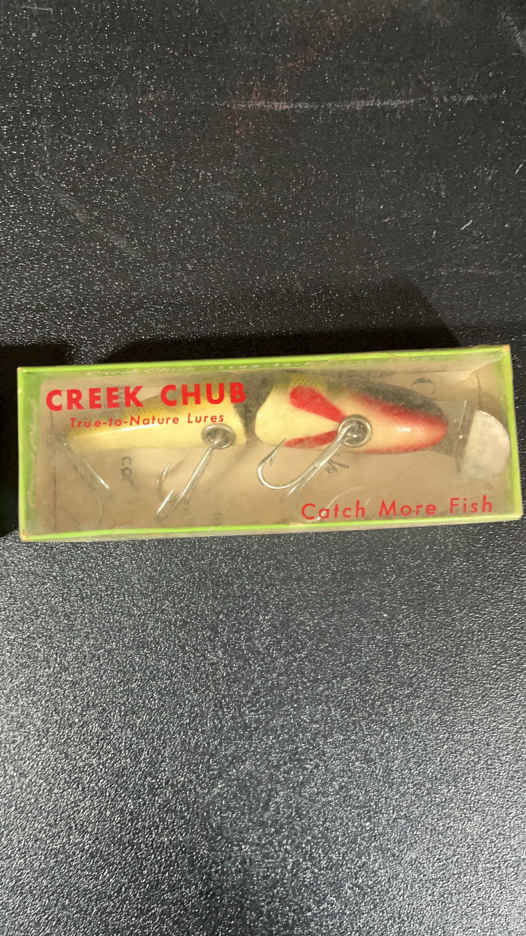 CREEK CHUB
True-to-Nature Lures
Catch More Fish